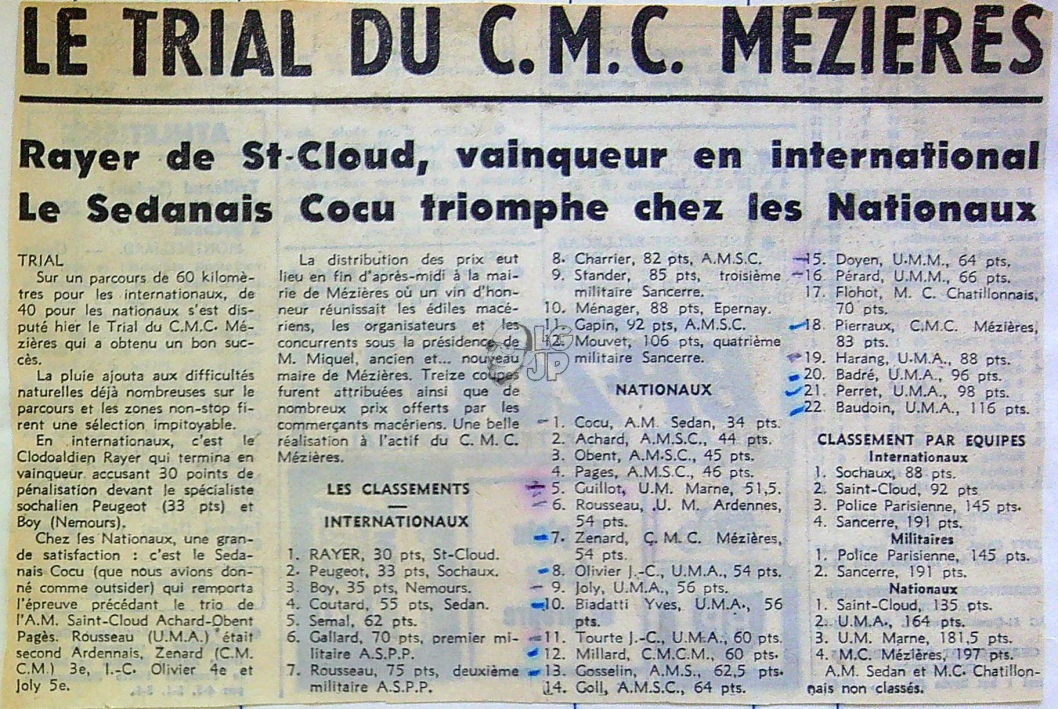 LE TRIAL DU C.M.C. MEZIERES
Rayer de St-Cloud, vainqueur en international
Le Sedanais Cocu triomphe chez les Nationaux
TRIAL
Sur un parcours de 60 kilomè-
tres pour les internationaux, de
40 pour les nationaux s'est dis-
puté hier le Trial du C.M.C. Mé-
zières qui a obtenu un bon suc-
cès.
La pluie ajouta aux difficultés
naturelles déjà nombreuses sur le
parcours et les zones non-stop fi-
rent une sélection impitoyable.
En internationaux, c'est le
Clodoaldien Rayer qui termina en
vainqueur accusant 30 points de
pénalisation devant le spécialiste
sochalien Peugeot (33 pts) et
Boy (Nemours).
Chez les Nationaux, une gran-
de satisfaction : c'est le Seda-
nais Cocu (que nous avions don-
né comme outsider) qui remporta
l'épreuve précédant le trio de
l'A.M. Saint-Cloud Achard-Obent
Pagès. Rousseau (U.M.A.) était
second Ardennais, Zenard (C.M.
C.M.) 3e, J.-C. Olivier 4e et
Joly 5e.
La distribution des prix eut
lieu en fin d'après-midi à la mai-
rie de Mézières où un vin d'hon-
neur réunissait les édiles macé-
riens, les organisateurs et les
concurrents sous la présidence de
M. Miquel, ancien et... nouveau
maire de Mézières. Treize coupes
furent attribuées ainsi que de
nombreux prix offerts par les
commerçants macériens. Une belle
réalisation à l'actif du C.M.C.
Mézières.
LES CLASSEMENTS
—
INTERNATIONAUX
1. RAYER, 30 pts, St-Cloud.
2. Peugeot, 33 pts, Sochaux.
3. Boy, 35 pts, Nemours.
4. Coutard, 55 pts, Sedan.
5. Semal, 62 pts.
6. Gallard, 70 pts, premier mi-
litaire A.S.P.P.
7. Rousseau, 75 pts, deuxième
militaire A.S.P.P.
8. Charrier, 82 pts, A.M.S.C.
9. Stander, 85 pts, troisième
militaire Sancerre.
10. Ménager, 88 pts, Epernay.
11. Gapin, 92 pts, A.M.S.C.
12. Mouvet, 106 pts, quatrième
militaire Sancerre.
NATIONAUX
1. Cocu, A.M. Sedan, 34 pts.
2. Achard, A.M.S.C., 44 pts.
3. Obent, A.M.S.C., 45 pts.
4. Pages, A.M.S.C., 46 pts.
5. Guillot, U.M. Marne, 51,5.
6. Rousseau, U. M. Ardennes,
54 pts.
7. Zenard, C. M. C. Mézières,
54 pts.
8. Olivier J.-C., U.M.A., 54 pts.
9. Joly, U.M.A., 56 pts.
10. Biadatti Yves, U.M.A., 56
pts.
11. Tourte J.-C., U.M.A., 60 pts.
12. Millard, C.M.C.M., 60 pts.
13. Gosselin, A.M.S., 62,5 pts.
14. Goll, A.M.S.C., 64 pts.
15. Doyen, U.M.M., 64 pts.
16. Pérard, U.M.M., 66 pts.
17. Flohot, M. C. Chatillonnais,
70 pts.
18. Pierraux, C.M.C. Mézières,
83 pts.
19. Harang, U.M.A., 88 pts.
20. Badré, U.M.A., 96 pts.
21. Perret, U.M.A., 98 pts.
22. Baudoin, U.M.A., 116 pts.
CLASSEMENT PAR EQUIPES
Internationaux
1. Sochaux, 88 pts.
2. Saint-Cloud, 92 pts.
3. Police Parisienne, 145 pts.
4. Sancerre, 191 pts.
Militaires
1. Police Parisienne, 145 pts.
2. Sancerre, 191 pts.
Nationaux
1. Saint-Cloud, 135 pts.
2. U.M.A., 164 pts.
3. U.M. Marne, 181,5 pts.
4. M.C. Mézières, 197 pts.
A.M. Sedan et M.C. Chatillon-
nais non classés.